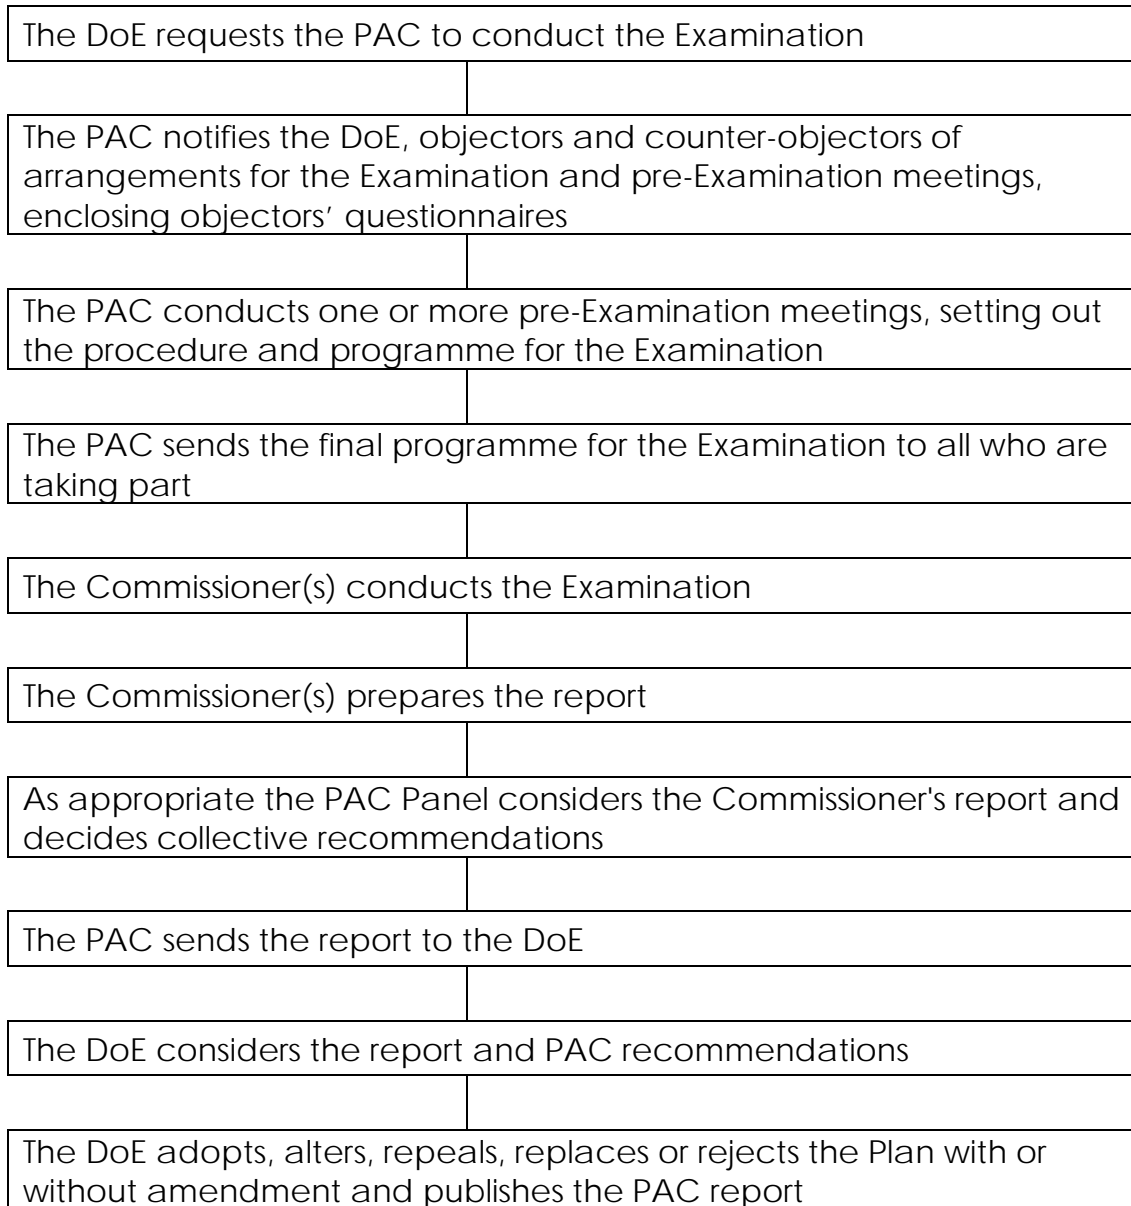 The DoE requests the PAC to conduct the Examination
The PAC notifies the DoE, objectors and counter-objectors of
arrangements for the Examination and pre-Examination meetings,
enclosing objectors’ questionnaires
The PAC conducts one or more pre-Examination meetings, setting out
the procedure and programme for the Examination
The PAC sends the final programme for the Examination to all who are
taking part
The Commissioner(s) conducts the Examination
The Commissioner(s) prepares the report
As appropriate the PAC Panel considers the Commissioner's report and
decides collective recommendations
The PAC sends the report to the DoE
The DoE considers the report and PAC recommendations
The DoE adopts, alters, repeals, replaces or rejects the Plan with or
without amendment and publishes the PAC report